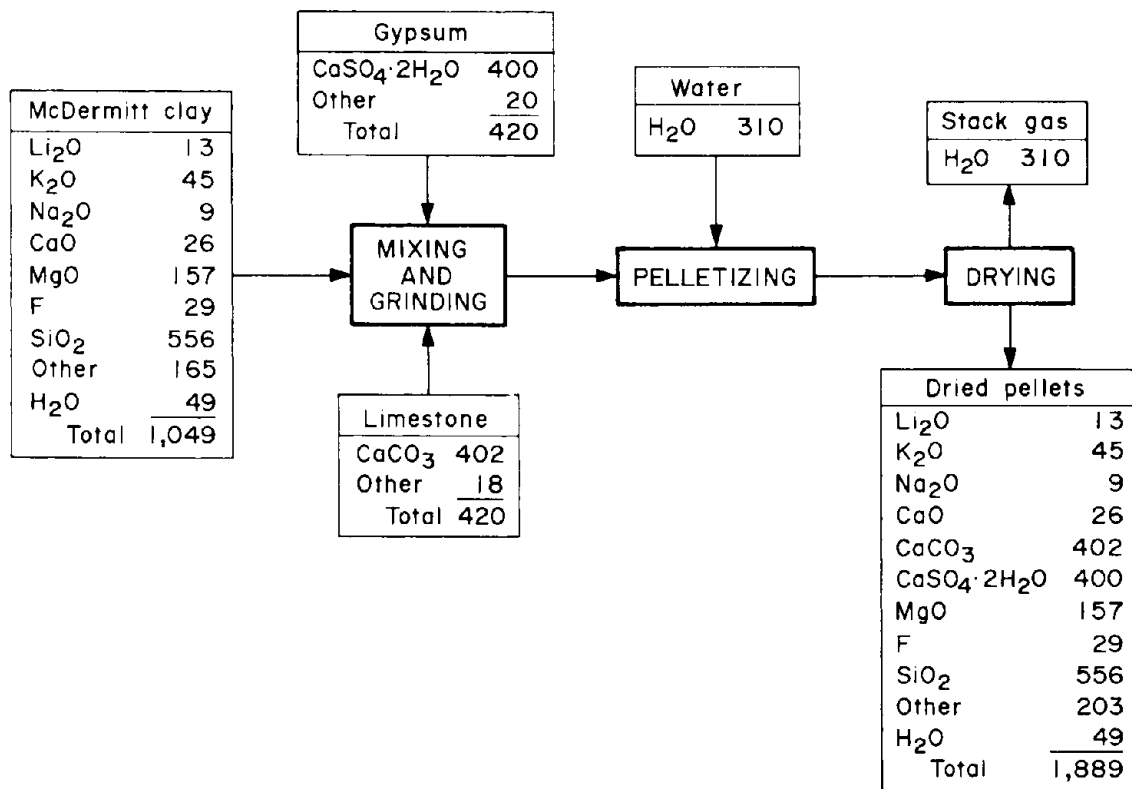 Gypsum
CaSO₄·2H₂O 400
Other 20
Total 420
Water
H₂O 310
Stack gas
H₂O 310
McDermitt clay
Li₂O 13
K₂O 45
Na₂O 9
CaO 26
MgO 157
F 29
SiO₂ 556
Other 165
H₂O 49
Total 1,049
MIXING
AND
GRINDING
PELLETIZING
DRYING
Limestone
CaCO₃ 402
Other 18
Total 420
Dried pellets
Li₂O 13
K₂O 45
Na₂O 9
CaO 26
CaCO₃ 402
CaSO₄·2H₂O 400
MgO 157
F 29
SiO₂ 556
Other 203
H₂O 49
Total 1,889